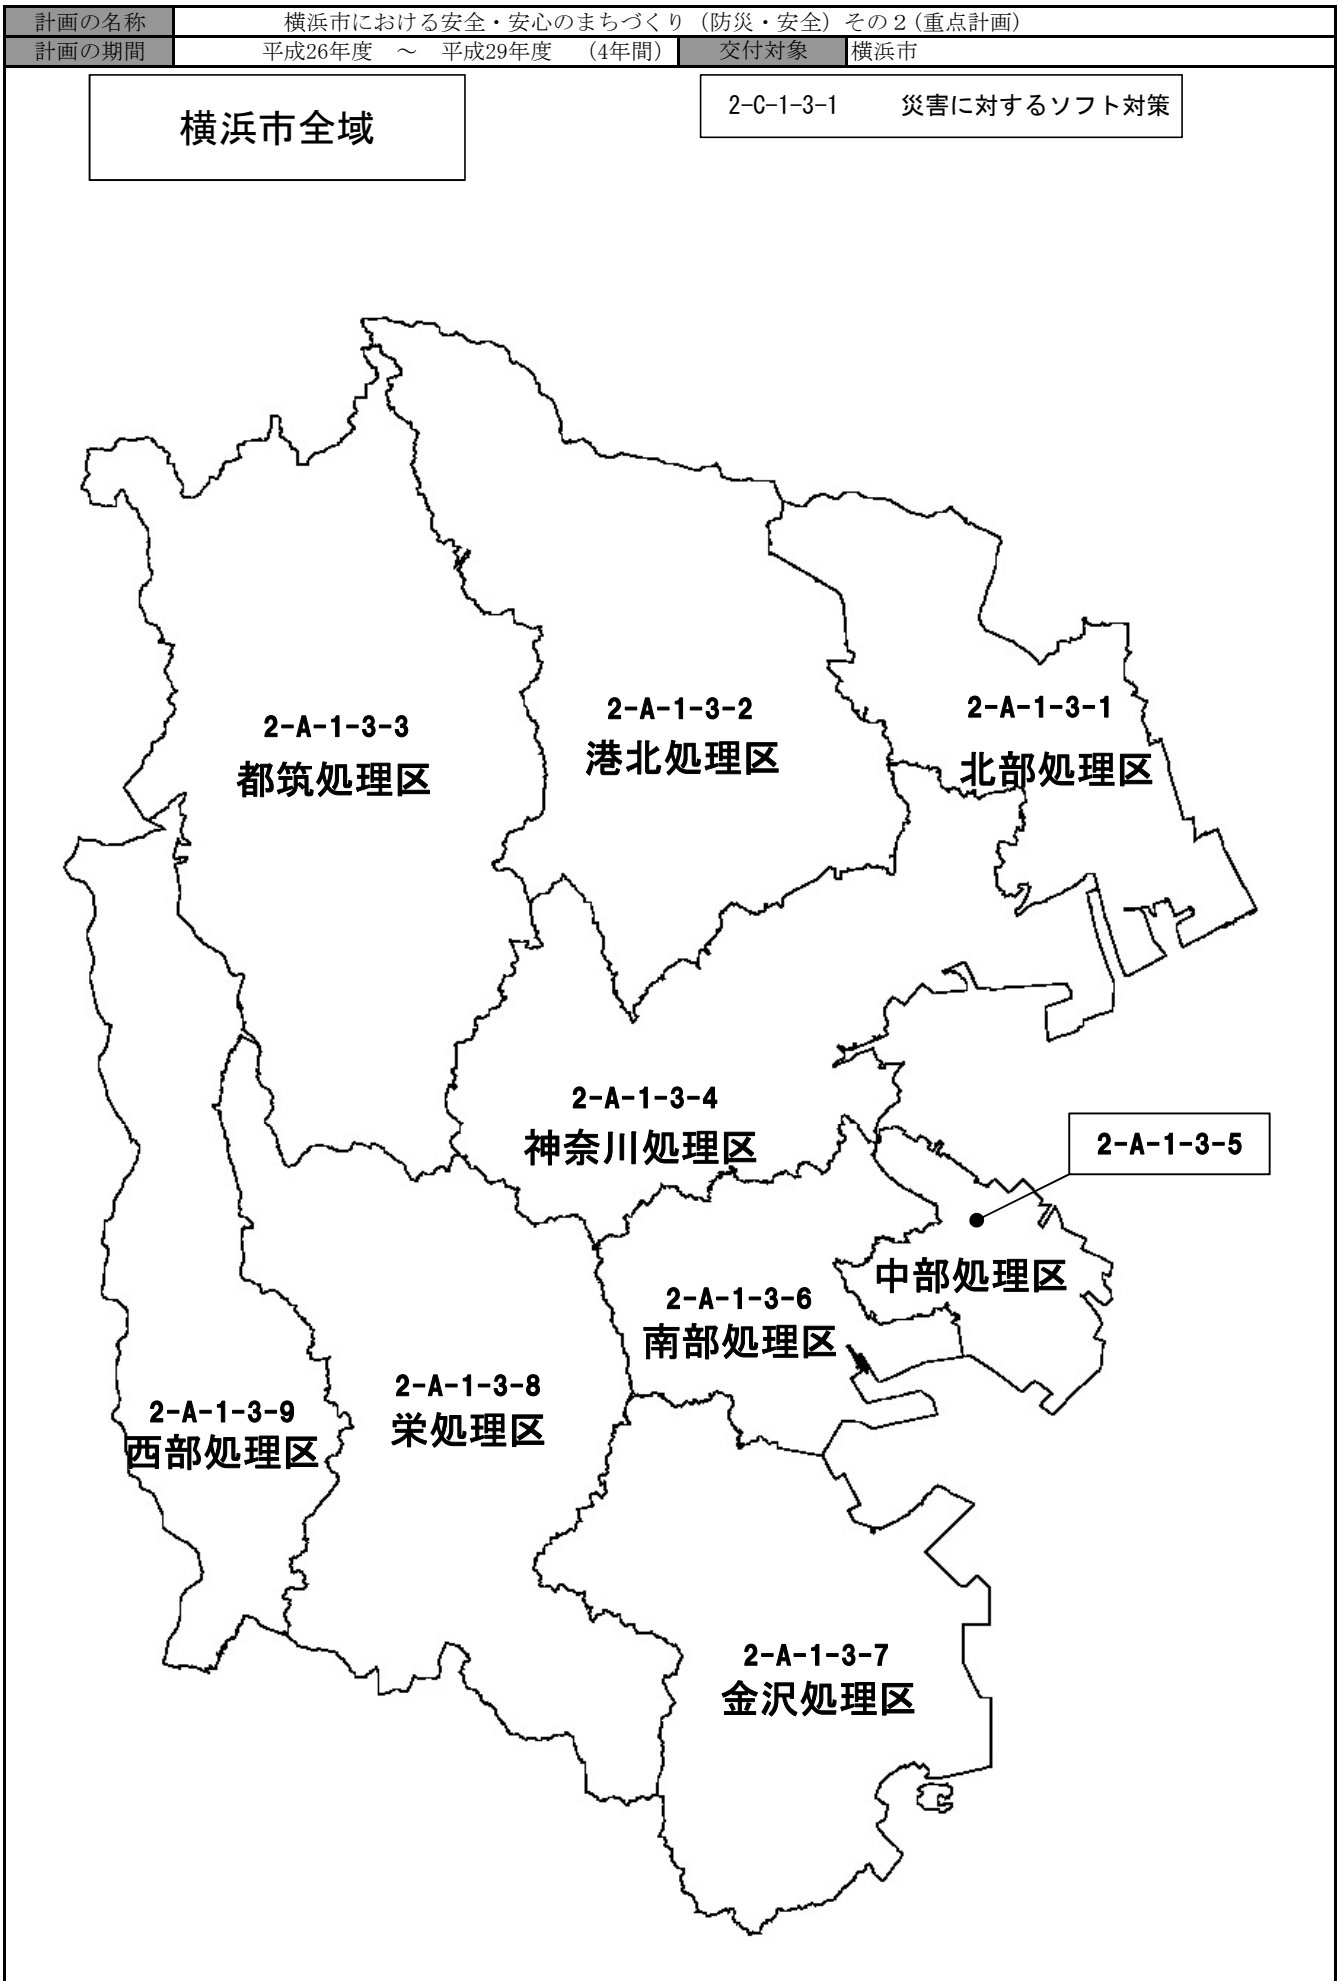 計画の名称 横浜市における安全・安心のまちづくり（防災・安全）その２（重点計画）
計画の期間 平成26年度 ～ 平成29年度 （4年間） 交付対象 横浜市
横浜市全域
2-C-1-3-1 災害に対するソフト対策
2-A-1-3-3
都筑処理区
2-A-1-3-2
港北処理区
2-A-1-3-1
北部処理区
2-A-1-3-4
神奈川処理区
2-A-1-3-5
中部処理区
2-A-1-3-6
南部処理区
2-A-1-3-8
栄処理区
2-A-1-3-9
西部処理区
2-A-1-3-7
金沢処理区